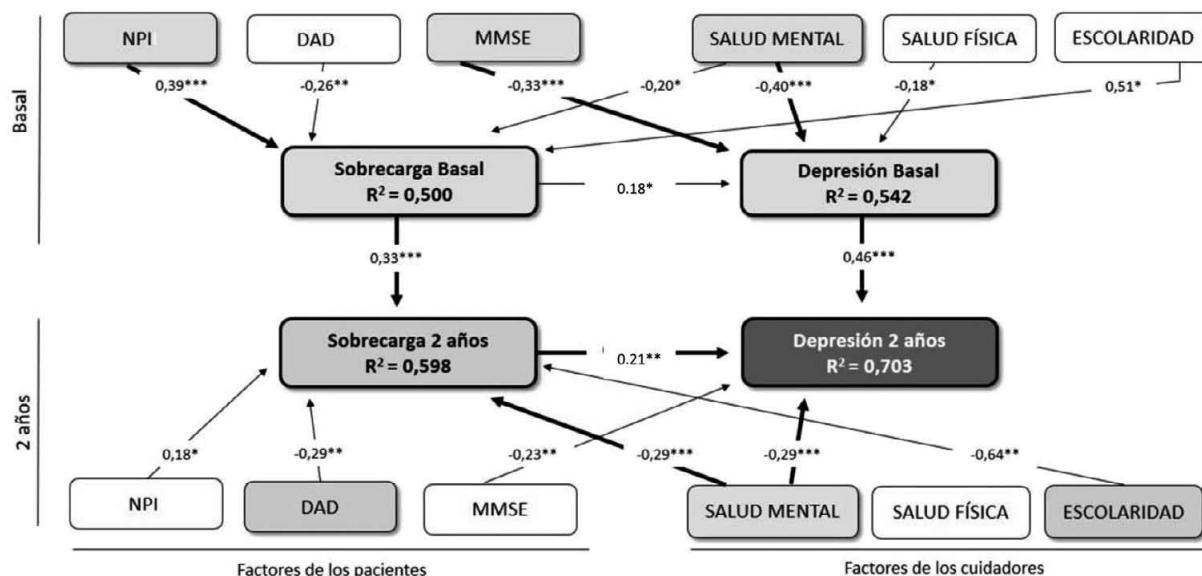 NPI
DAD
MMSE
SALUD MENTAL
SALUD FÍSICA
ESCOLARIDAD
Basal
0,39***
-0,26**
-0,33***
-0,20*
-0,40***
-0,18*
0,51*
Sobrecarga Basal
R² = 0,500
0.18*
Depresión Basal
R² = 0,542
0,33***
0,46***
2 años
Sobrecarga 2 años
R² = 0,598
0.21**
Depresión 2 años
R² = 0,703
0,18*
-0,29**
-0,23**
-0,29***
-0,29***
-0,64**
NPI
DAD
MMSE
SALUD MENTAL
SALUD FÍSICA
ESCOLARIDAD
Factores de los pacientes
Factores de los cuidadores